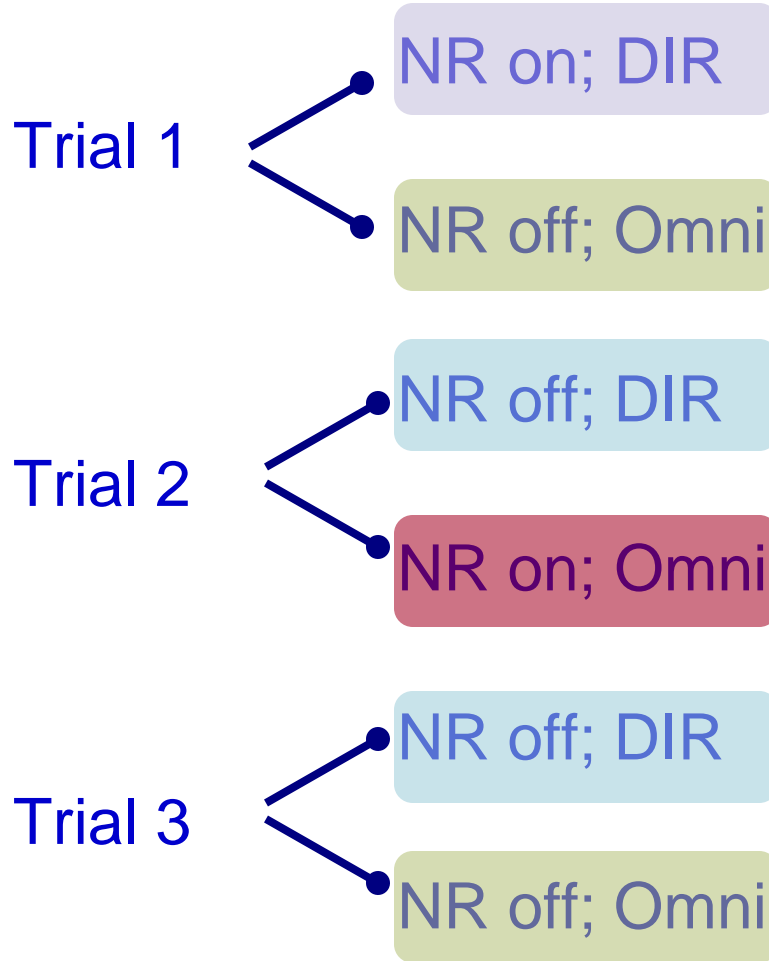 NR on; DIR
Trial 1
NR off; Omni
NR off; DIR
Trial 2
NR on; Omni
NR off; DIR
Trial 3
NR off; Omni